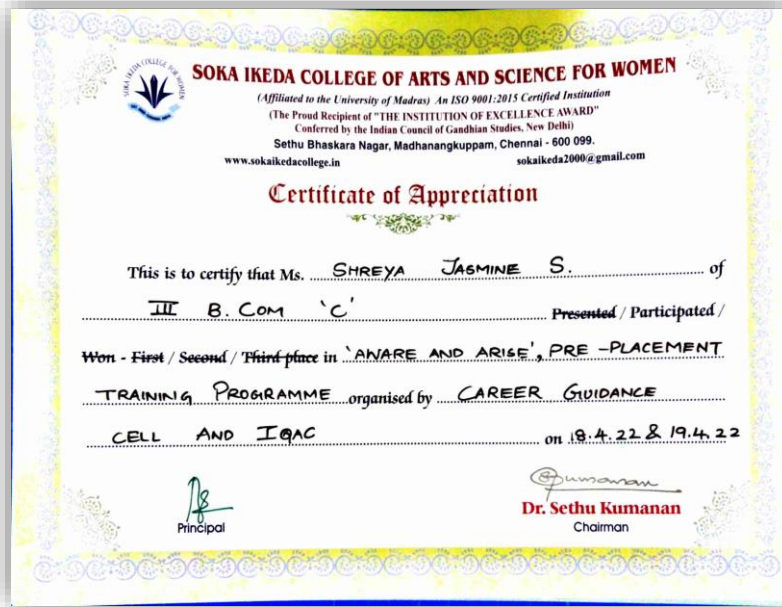 SOKA IKEDA COLLEGE OF ARTS AND SCIENCE FOR WOMEN
(Affiliated to the University of Madras) An ISO 9001:2015 Certified Institution
(The Proud Recipient of "THE INSTITUTION OF EXCELLENCE AWARD"
Conferred by the Indian Council of Gandhian Studies, New Delhi)
Sethu Bhaskara Nagar, Madhanangkuppam, Chennai - 600 099.
www.sokaikedacollege.in sokaikeda2000@gmail.com
Certificate of Appreciation
This is to certify that Ms. SHREYA JASMINE S. of
III B. COM 'C' Presented / Participated /
Won - First / Second / Third place in 'AWARE AND ARISE', PRE-PLACEMENT
TRAINING PROGRAMME organised by CAREER GUIDANCE
CELL AND IQAC on 18.4.22 & 19.4.22
Principal
Dr. Sethu Kumanan
Chairman